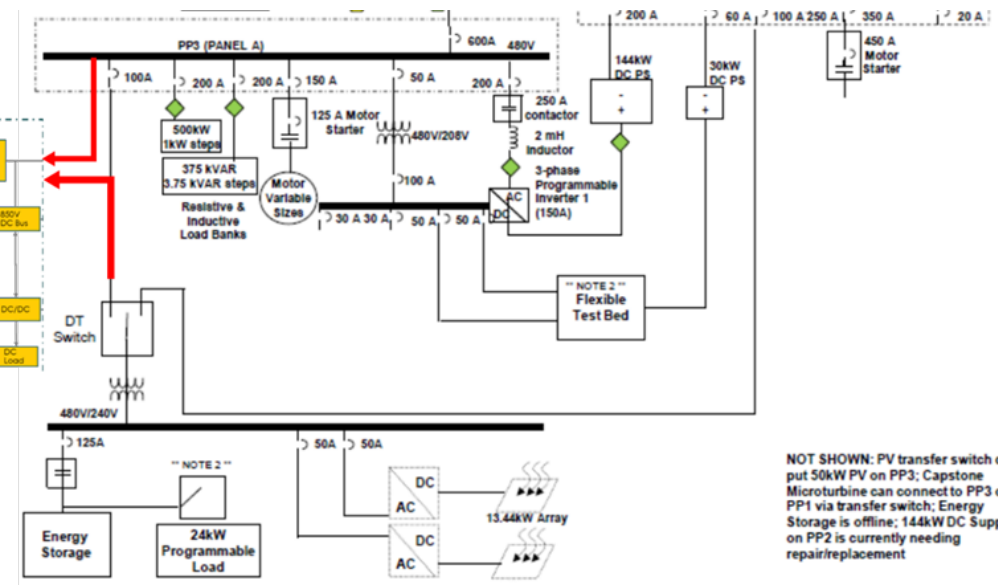 200 A
60 A
100 A 250 A
350 A
20 A
PP3 (PANEL A)
600A
480V
450 A
Motor
Starter
100A
200 A
200 A
150 A
50 A
200 A
144kW
DC PS
30kW
DC PS
-
+
-
+
500kW
1kW steps
125 A Motor
Starter
480V/208V
250 A
contactor
2 mH
Inductor
375 kVAR
3.75 kVAR steps
Motor
Variable
Sizes
100 A
3-phase
Programmable
Inverter 1
(150A)
AC
DC
Resistive &
Inductive
Load Banks
30 A 30 A
50 A
50 A
850V
DC Bus
DC/DC
DC
Load
DT
Switch
** NOTE 2 **
Flexible
Test Bed
480V/240V
125A
50A
50A
** NOTE 2 **
DC
AC
13.44kW Array
DC
AC
Energy
Storage
24kW
Programmable
Load
NOT SHOWN: PV transfer switch
put 50kW PV on PP3; Capstone
Microturbine can connect to PP3
PP1 via transfer switch; Energy
Storage is offline; 144kW DC Supp
on PP2 is currently needing
repair/replacement